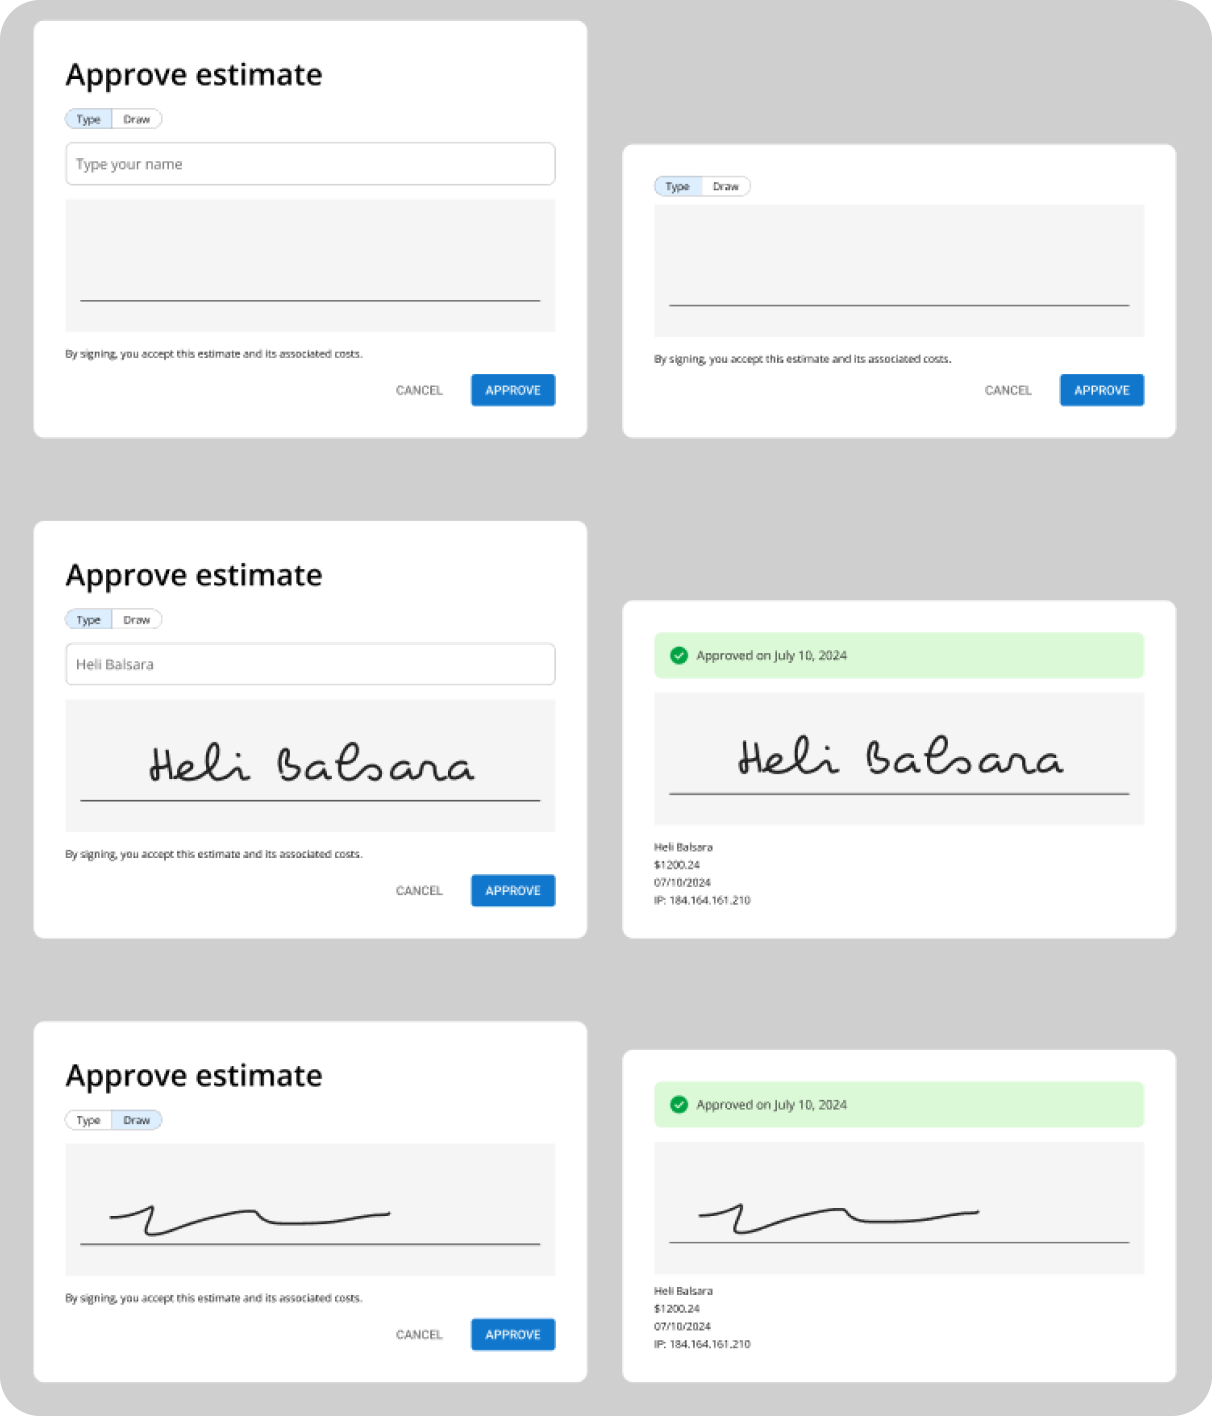 Approve estimate
Type Draw
Type your name
By signing, you accept this estimate and its associated costs.
CANCEL APPROVE
Type Draw
By signing, you accept this estimate and its associated costs.
CANCEL APPROVE
Approve estimate
Type Draw
Heli Balsara
Heli Balsara
By signing, you accept this estimate and its associated costs.
CANCEL APPROVE
Approved on July 10, 2024
Heli Balsara
Heli Balsara
$1200.24
07/10/2024
IP: 184.164.161.210
Approve estimate
Type Draw
By signing, you accept this estimate and its associated costs.
CANCEL APPROVE
Approved on July 10, 2024
Heli Balsara
$1200.24
07/10/2024
IP: 184.164.161.210